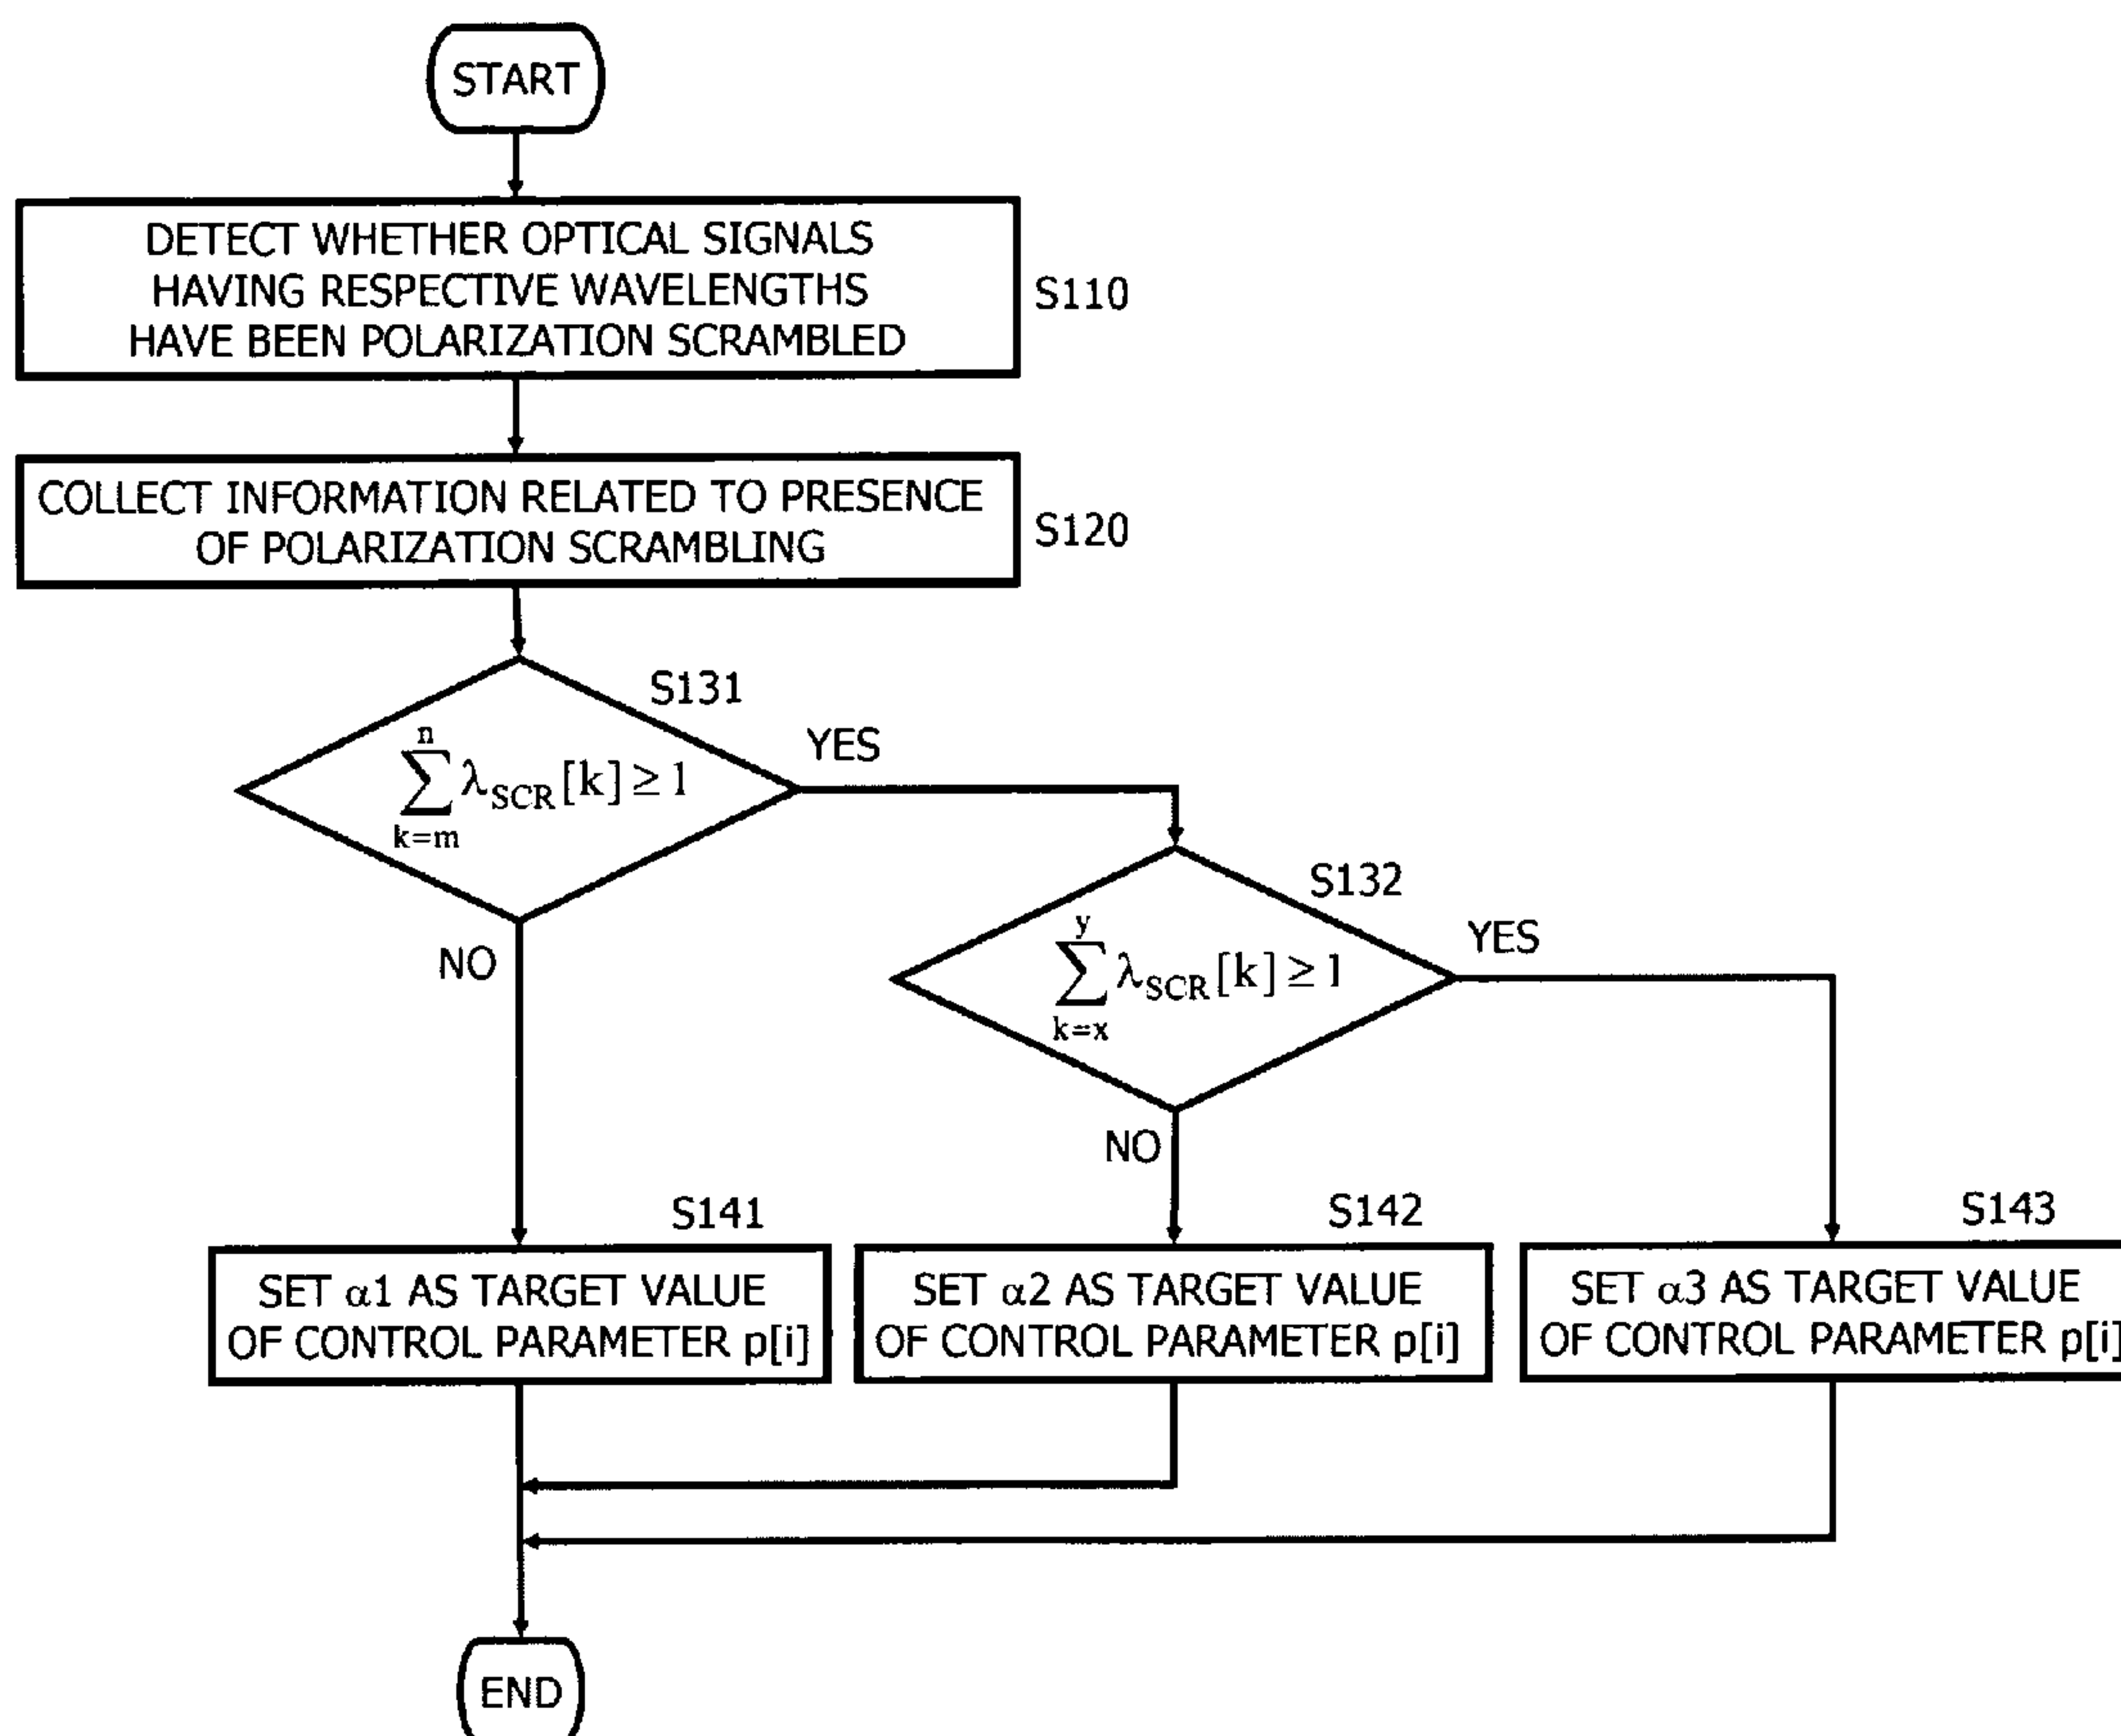 START
DETECT WHETHER OPTICAL SIGNALS
HAVING RESPECTIVE WAVELENGTHS
HAVE BEEN POLARIZATION SCRAMBLED
S110
COLLECT INFORMATION RELATED TO PRESENCE
OF POLARIZATION SCRAMBLING
S120
S131
n
∑ λSCR[k] ≥ 1
k=m
YES
NO
S132
y
∑ λSCR[k] ≥ 1
k=x
YES
NO
S141
SET α1 AS TARGET VALUE
OF CONTROL PARAMETER p[i]
S142
SET α2 AS TARGET VALUE
OF CONTROL PARAMETER p[i]
S143
SET α3 AS TARGET VALUE
OF CONTROL PARAMETER p[i]
END